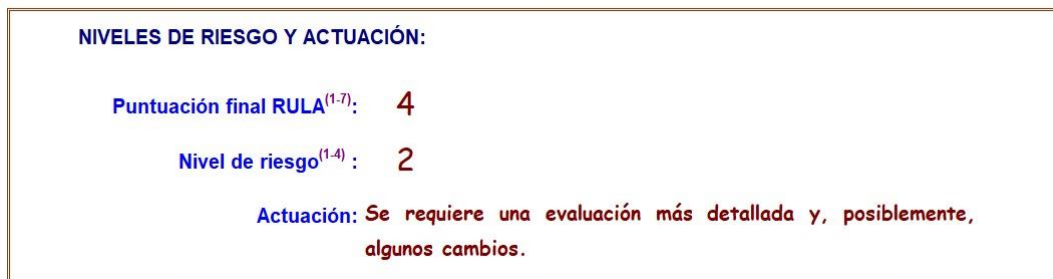 NIVELES DE RIESGO Y ACTUACIÓN:
Puntuación final RULA(1-7): 4
Nivel de riesgo(1-4) : 2
Actuación: Se requiere una evaluación más detallada y, posiblemente,
algunos cambios.